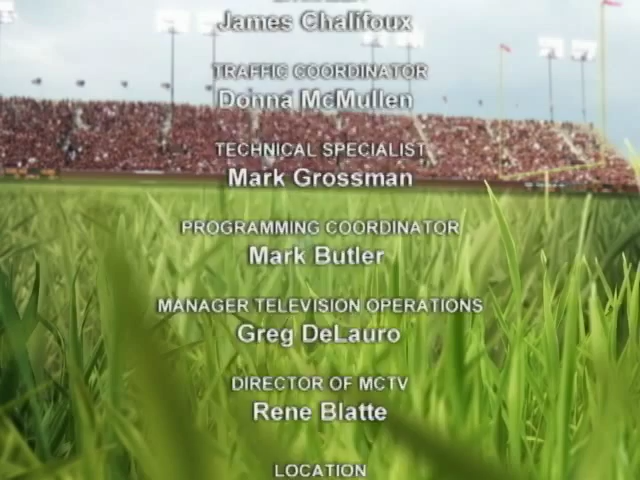 James Chalifoux
TRAFFIC COORDINATOR
Donna McMullen
TECHNICAL SPECIALIST
Mark Grossman
PROGRAMMING COORDINATOR
Mark Butler
MANAGER TELEVISION OPERATIONS
Greg DeLauro
DIRECTOR OF MCTV
Rene Blatte
LOCATION